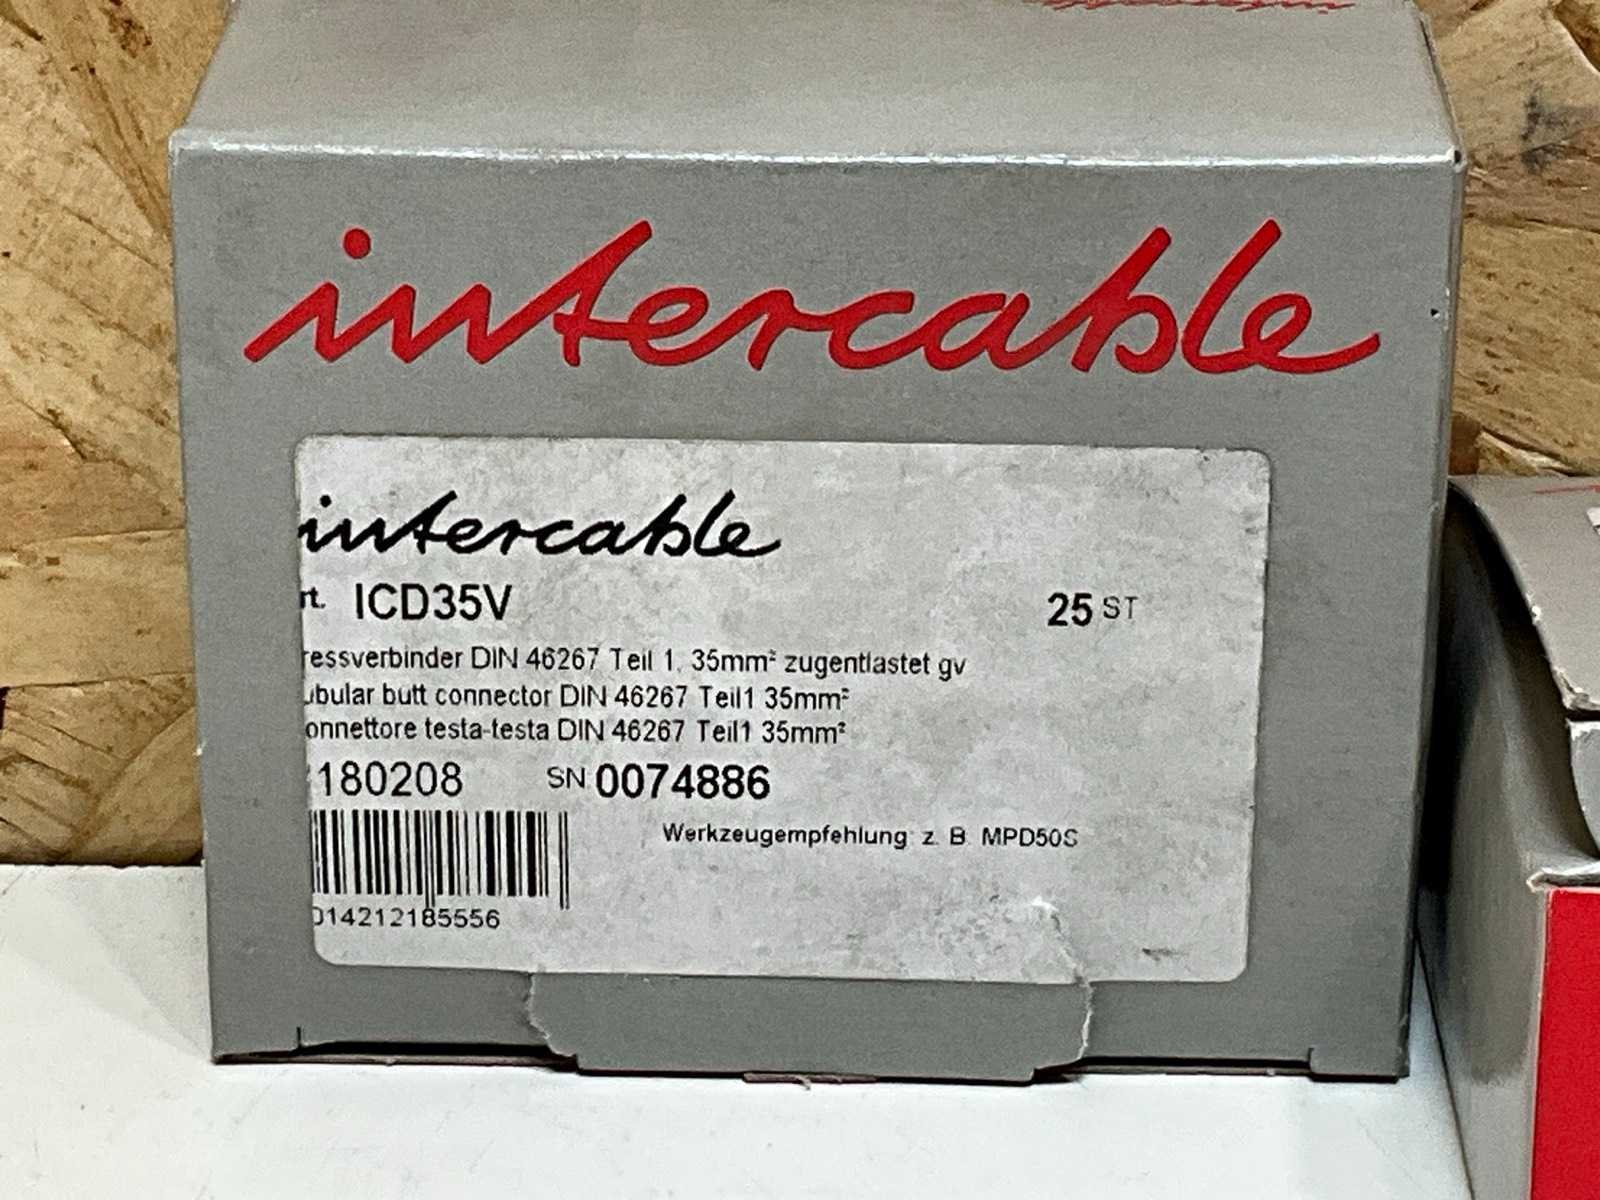 intercable
intercable
rt. ICD35V 25 ST
ressverbinder DIN 46267 Teil 1, 35mm² zugentlastet gv
ubular butt connector DIN 46267 Teil1 35mm²
onnettore testa-testa DIN 46267 Teil1 35mm²
180208 SN 0074886
Werkzeugempfehlung: z. B. MPD50S
014212185556